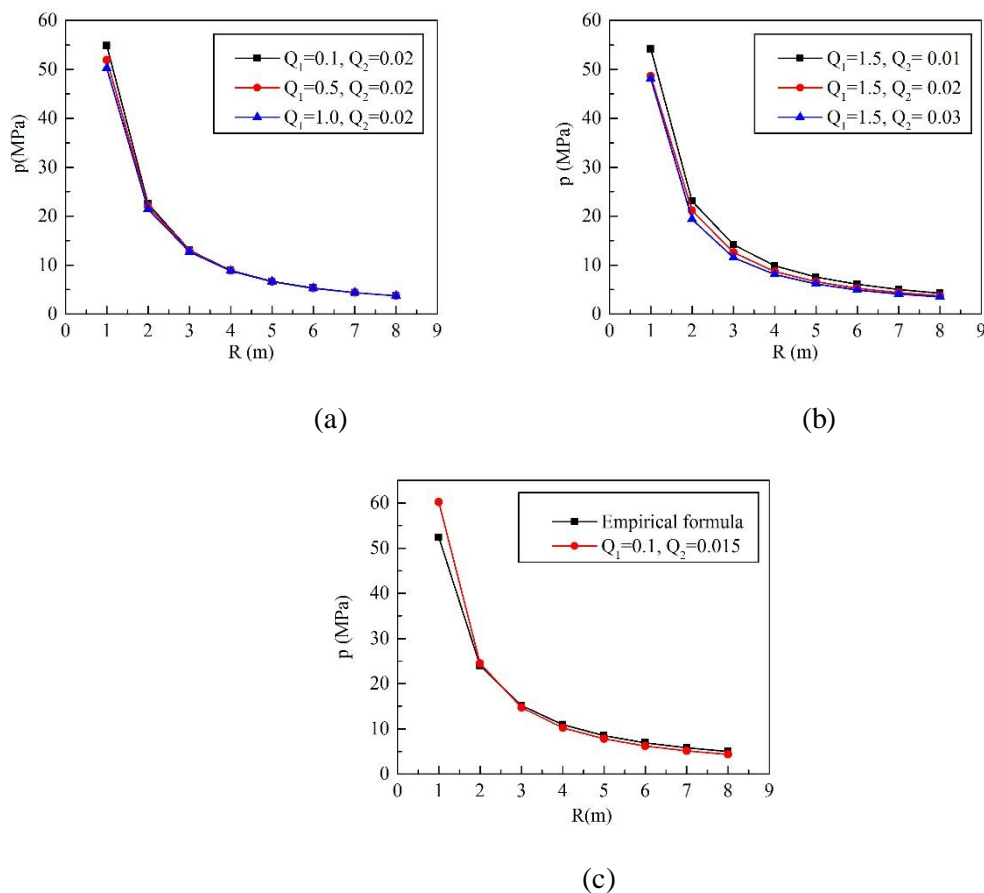 60
50
40
30
20
10
0
p(MPa)
Q1=0.1, Q2=0.02
Q1=0.5, Q2=0.02
Q1=1.0, Q2=0.02
0 1 2 3 4 5 6 7 8 9
R (m)
(a)
60
50
40
30
20
10
0
p (MPa)
Q1=1.5, Q2= 0.01
Q1=1.5, Q2= 0.02
Q1=1.5, Q2= 0.03
0 1 2 3 4 5 6 7 8 9
R (m)
(b)
60
50
40
30
20
10
0
p (MPa)
Empirical formula
Q1=0.1, Q2=0.015
0 1 2 3 4 5 6 7 8 9
R(m)
(c)